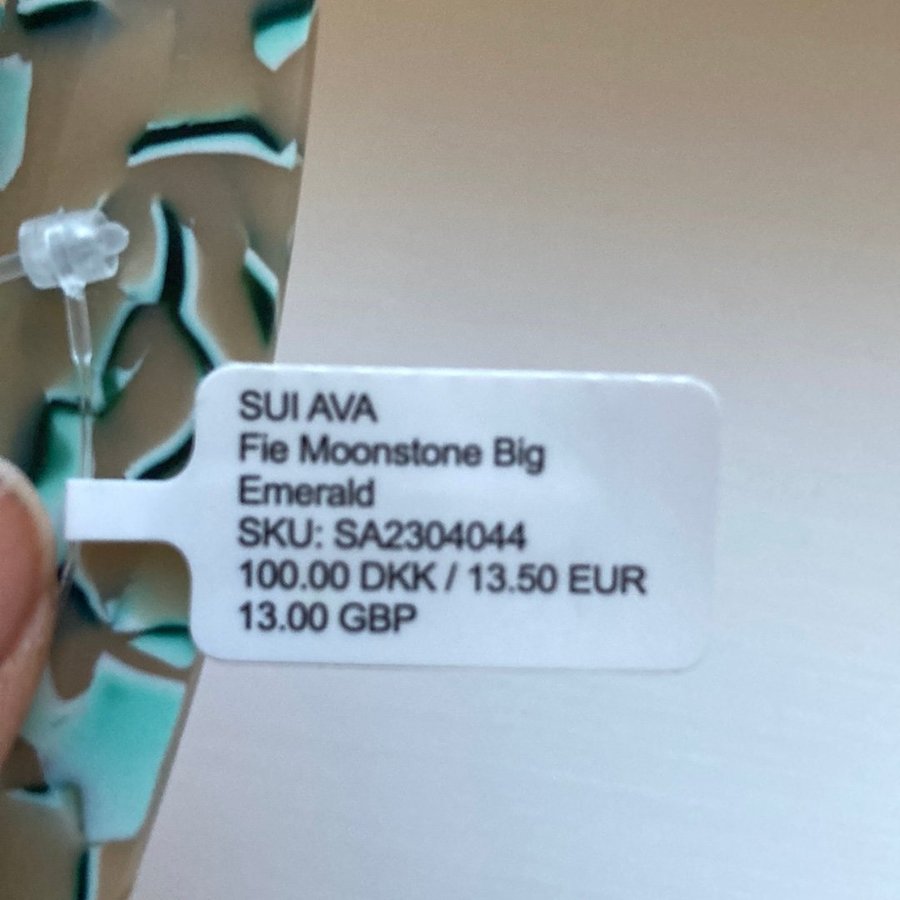 SUI AVA
Fie Moonstone Big
Emerald
SKU: SA2304044
100.00 DKK / 13.50 EUR
13.00 GBP